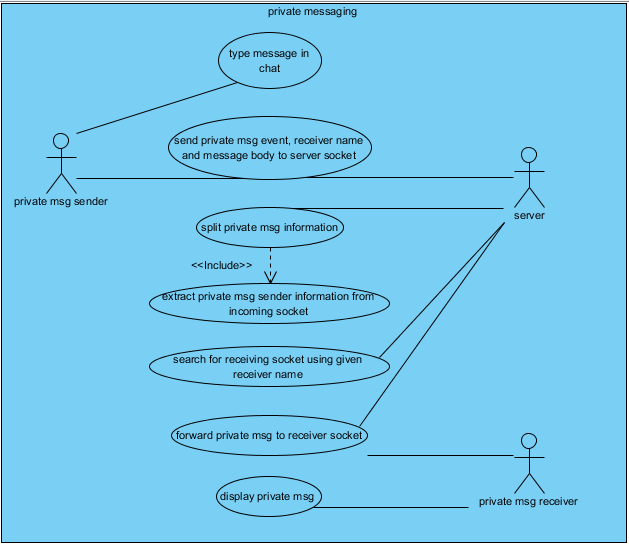 private messaging
type message in
chat
send private msg event, receiver name
and message body to server socket
private msg sender
server
split private msg information
<<Include>>
extract private msg sender information from
incoming socket
search for receiving socket using given
receiver name
forward private msg to receiver socket
display private msg
private msg receiver